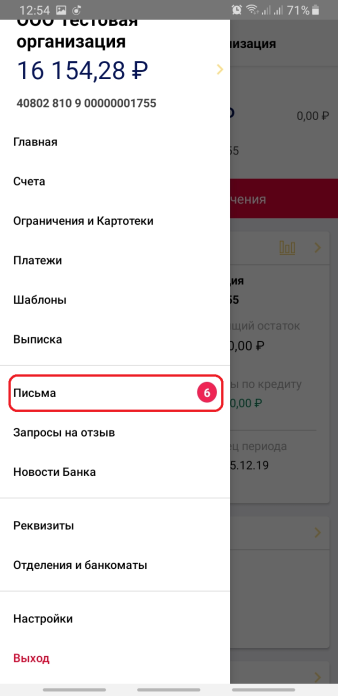 12:54 71%
ООО Тестовая
организация
16 154,28 ₽
40802 810 9 00000001755
Главная
Счета
Ограничения и Картотеки
Платежи
Шаблоны
Выписка
Письма 6
Запросы на отзыв
Новости Банка
Реквизиты
Отделения и банкоматы
Настройки
Выход
низация
0,00 ₽
55
чения
ция
55
щий остаток
0,00 ₽
ы по кредиту
0,00 ₽
ец периода
5.12.19